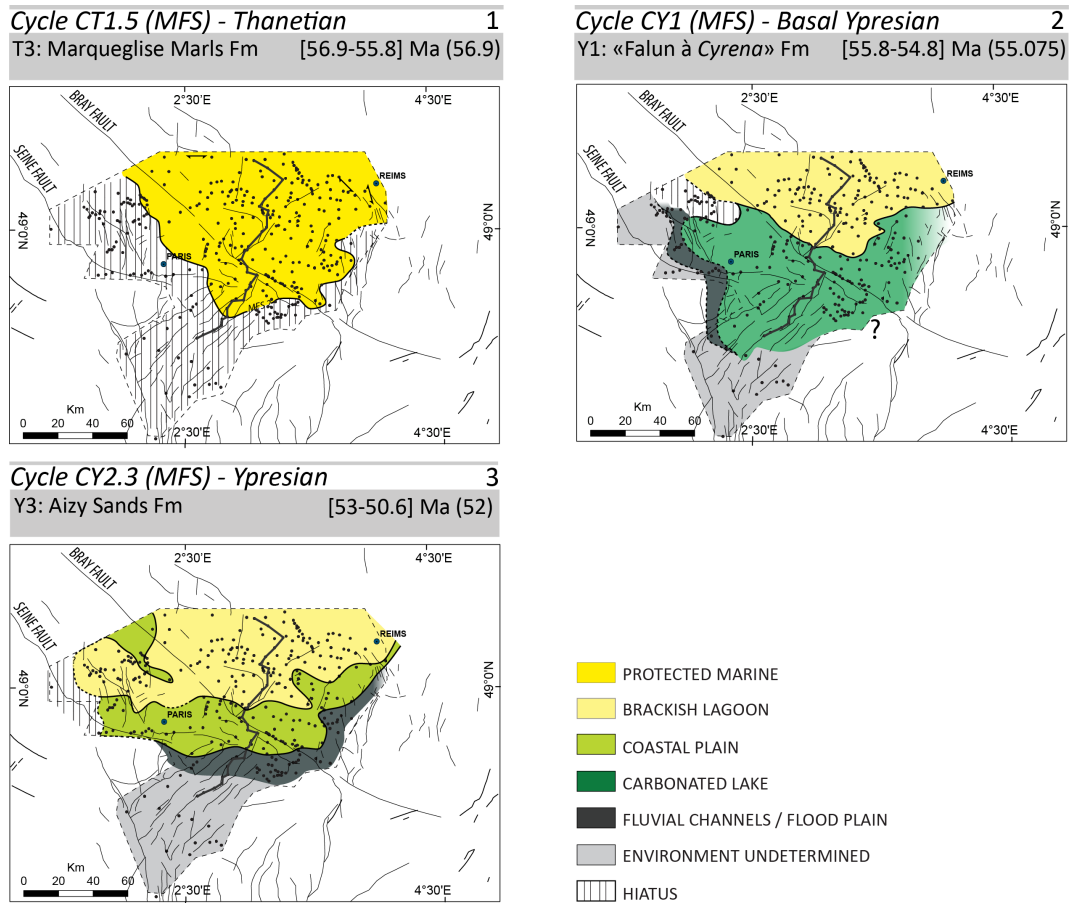 Cycle CT1.5 (MFS) - Thanetian 1
T3: Marqueglise Marls Fm [56.9-55.8] Ma (56.9)
2°30'E 4°30'E
BRAY FAULT
SEINE FAULT
REIMS
49°0'N 49°0'N
PARIS
MFS
Km
0 20 40 60
2°30'E 4°30'E
Cycle CY1 (MFS) - Basal Ypresian 2
Y1: «Falun à Cyrena» Fm [55.8-54.8] Ma (55.075)
2°30'E 4°30'E
BRAY FAULT
SEINE FAULT
REIMS
49°0'N 49°0'N
PARIS
?
Km
0 20 40 60
2°30'E 4°30'E
Cycle CY2.3 (MFS) - Ypresian 3
Y3: Aizy Sands Fm [53-50.6] Ma (52)
2°30'E 4°30'E
BRAY FAULT
SEINE FAULT
REIMS
49°0'N 49°0'N
PARIS
Km
0 20 40 60
2°30'E 4°30'E
PROTECTED MARINE
BRACKISH LAGOON
COASTAL PLAIN
CARBONATED LAKE
FLUVIAL CHANNELS / FLOOD PLAIN
ENVIRONMENT UNDETERMINED
HIATUS